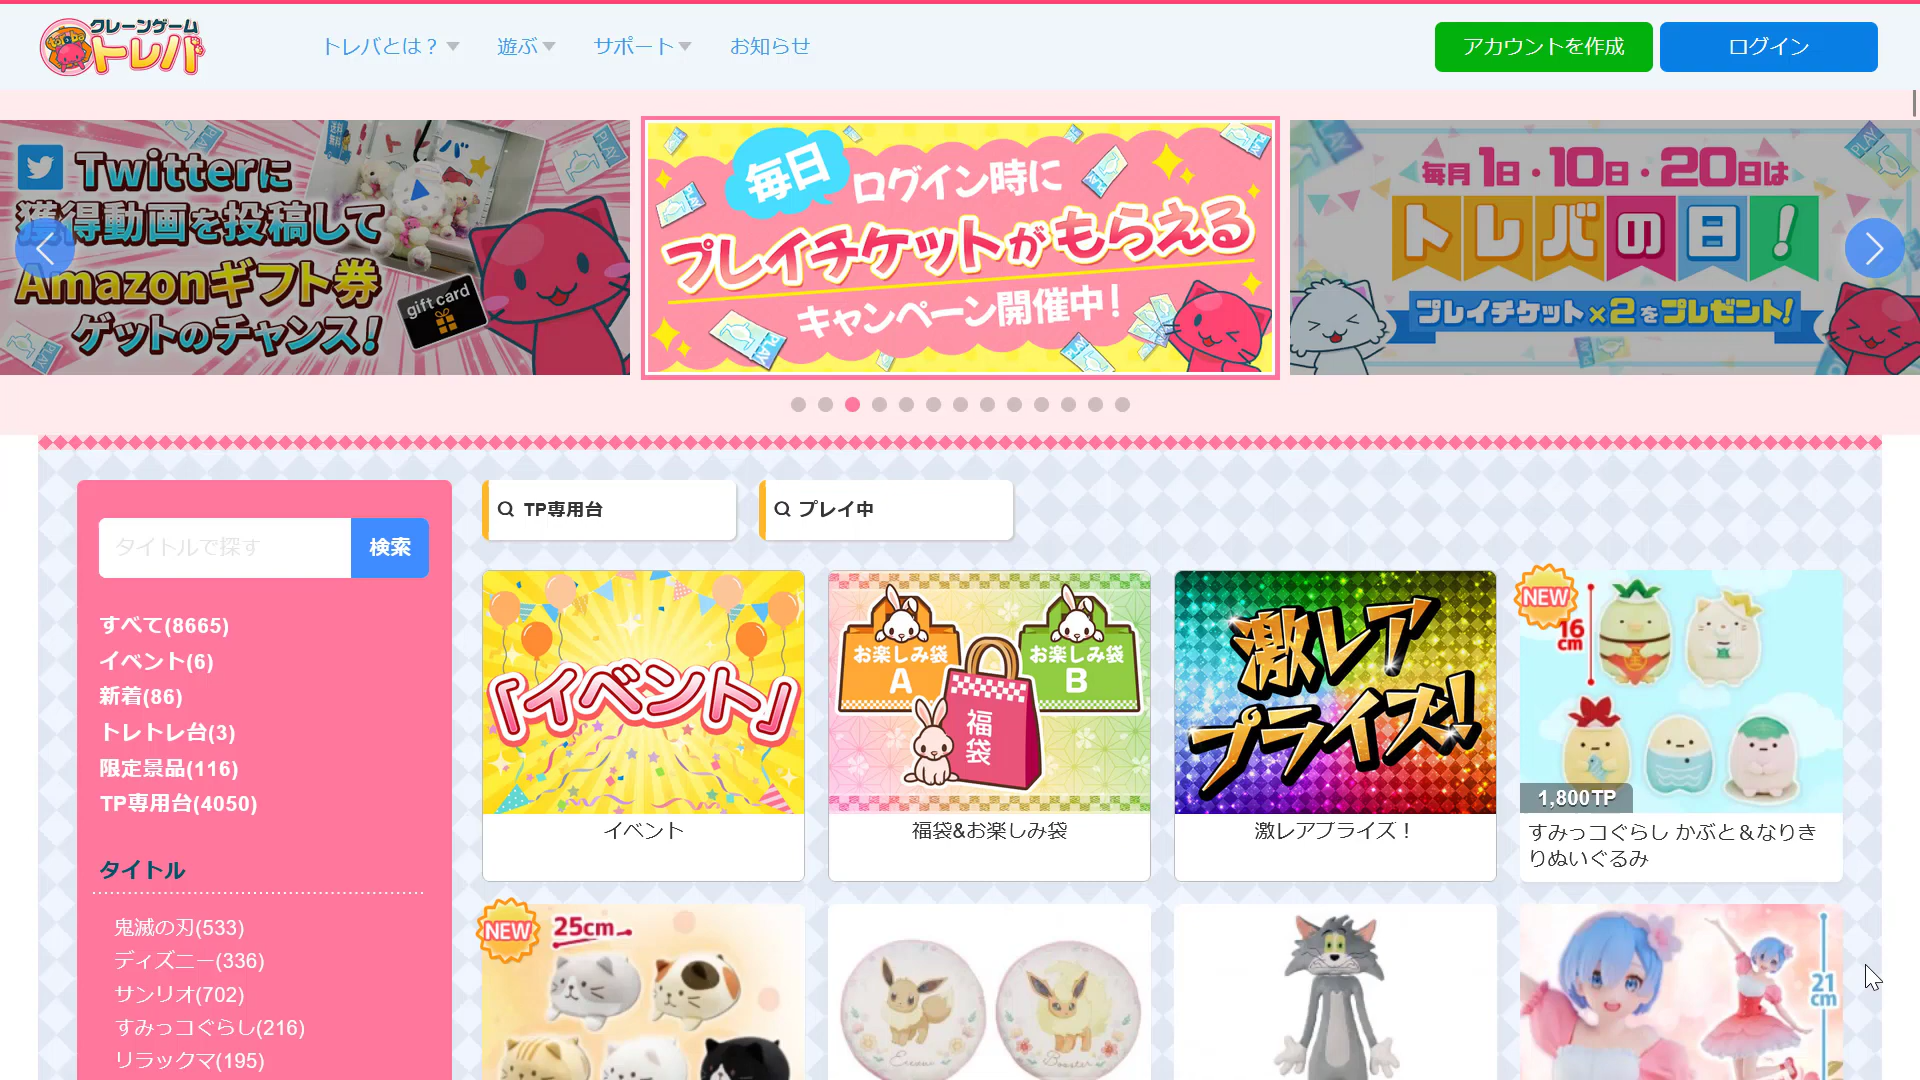 クレーンゲーム
トレバ
トレバとは？
遊ぶ
サポート
お知らせ
アカウントを作成
ログイン
Twitterに
獲得動画を投稿して
Amazonギフト券
ゲットのチャンス!
gift card
PLAY
毎日
ログイン時に
プレイチケットがもらえる
キャンペーン開催中!
PLAY
PLAY
PLAY
毎月1日・10日・20日は
トレバの日!
プレイチケット×2をプレゼント!
PLAY
タイトルで探す
検索
TP専用台
プレイ中
すべて(8665)
イベント(6)
新着(86)
トレトレ台(3)
限定景品(116)
TP専用台(4050)
タイトル
鬼滅の刃(533)
ディズニー(336)
サンリオ(702)
すみっコぐらし(216)
リラックマ(195)
「イベント」
イベント
お楽しみ袋
A
お楽しみ袋
B
福袋
福袋&お楽しみ袋
激レア
プライズ!
激レアプライズ！
NEW
16
cm
1,800TP
すみっコぐらし かぶと＆なりき
りぬいぐるみ
NEW
25cm
21
cm